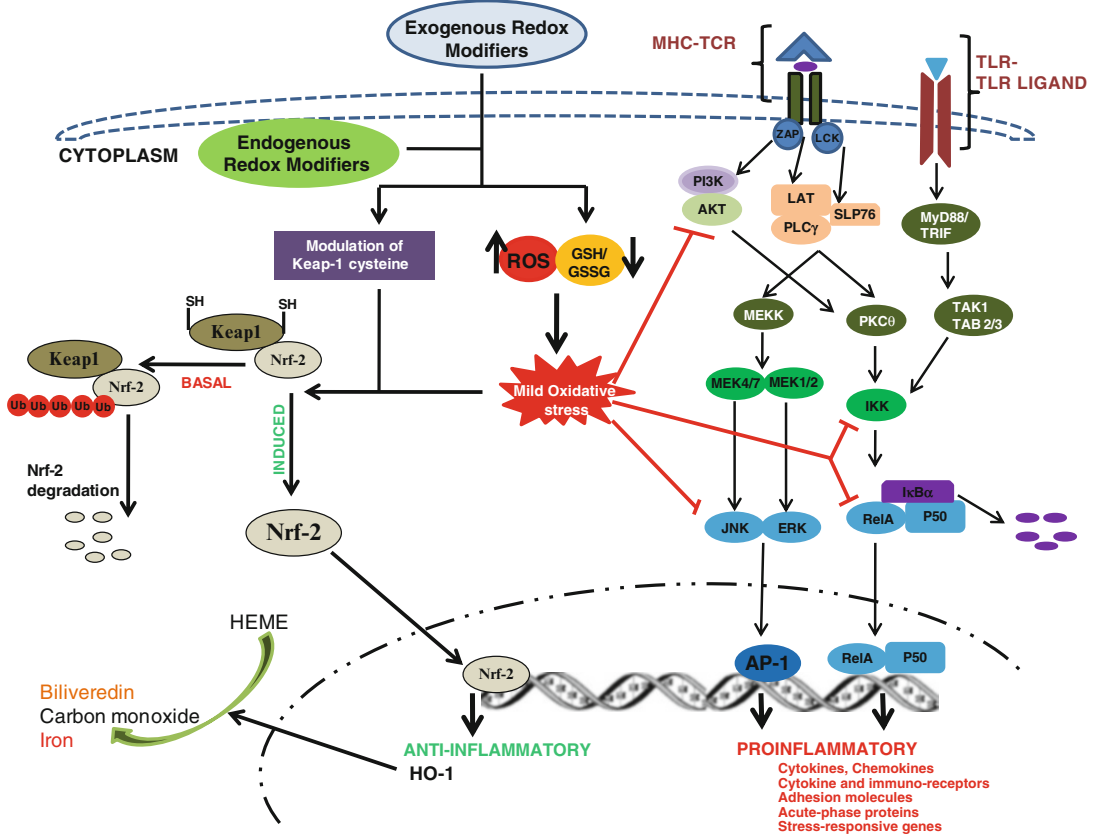 Exogenous Redox
Modifiers
MHC-TCR
TLR-
TLR LIGAND
CYTOPLASM
Endogenous
Redox Modifiers
ZAP
LCK
PI3K
AKT
LAT
PLCγ
SLP76
MyD88/
TRIF
Modulation of
Keap-1 cysteine
ROS
GSH/
GSSG
SH
SH
Keap1
Nrf-2
Keap1
Nrf-2
BASAL
Ub Ub Ub Ub Ub
INDUCED
Mild Oxidative
stress
MEKK
PKCθ
TAK1
TAB 2/3
MEK4/7
MEK1/2
IKK
Nrf-2
degradation
Nrf-2
IκBα
RelA
P50
JNK
ERK
HEME
Nrf-2
AP-1
RelA
P50
Biliveredin
Carbon monoxide
Iron
ANTI-INFLAMMATORY
HO-1
PROINFLAMMATORY
Cytokines, Chemokines
Cytokine and immuno-receptors
Adhesion molecules
Acute-phase proteins
Stress-responsive genes